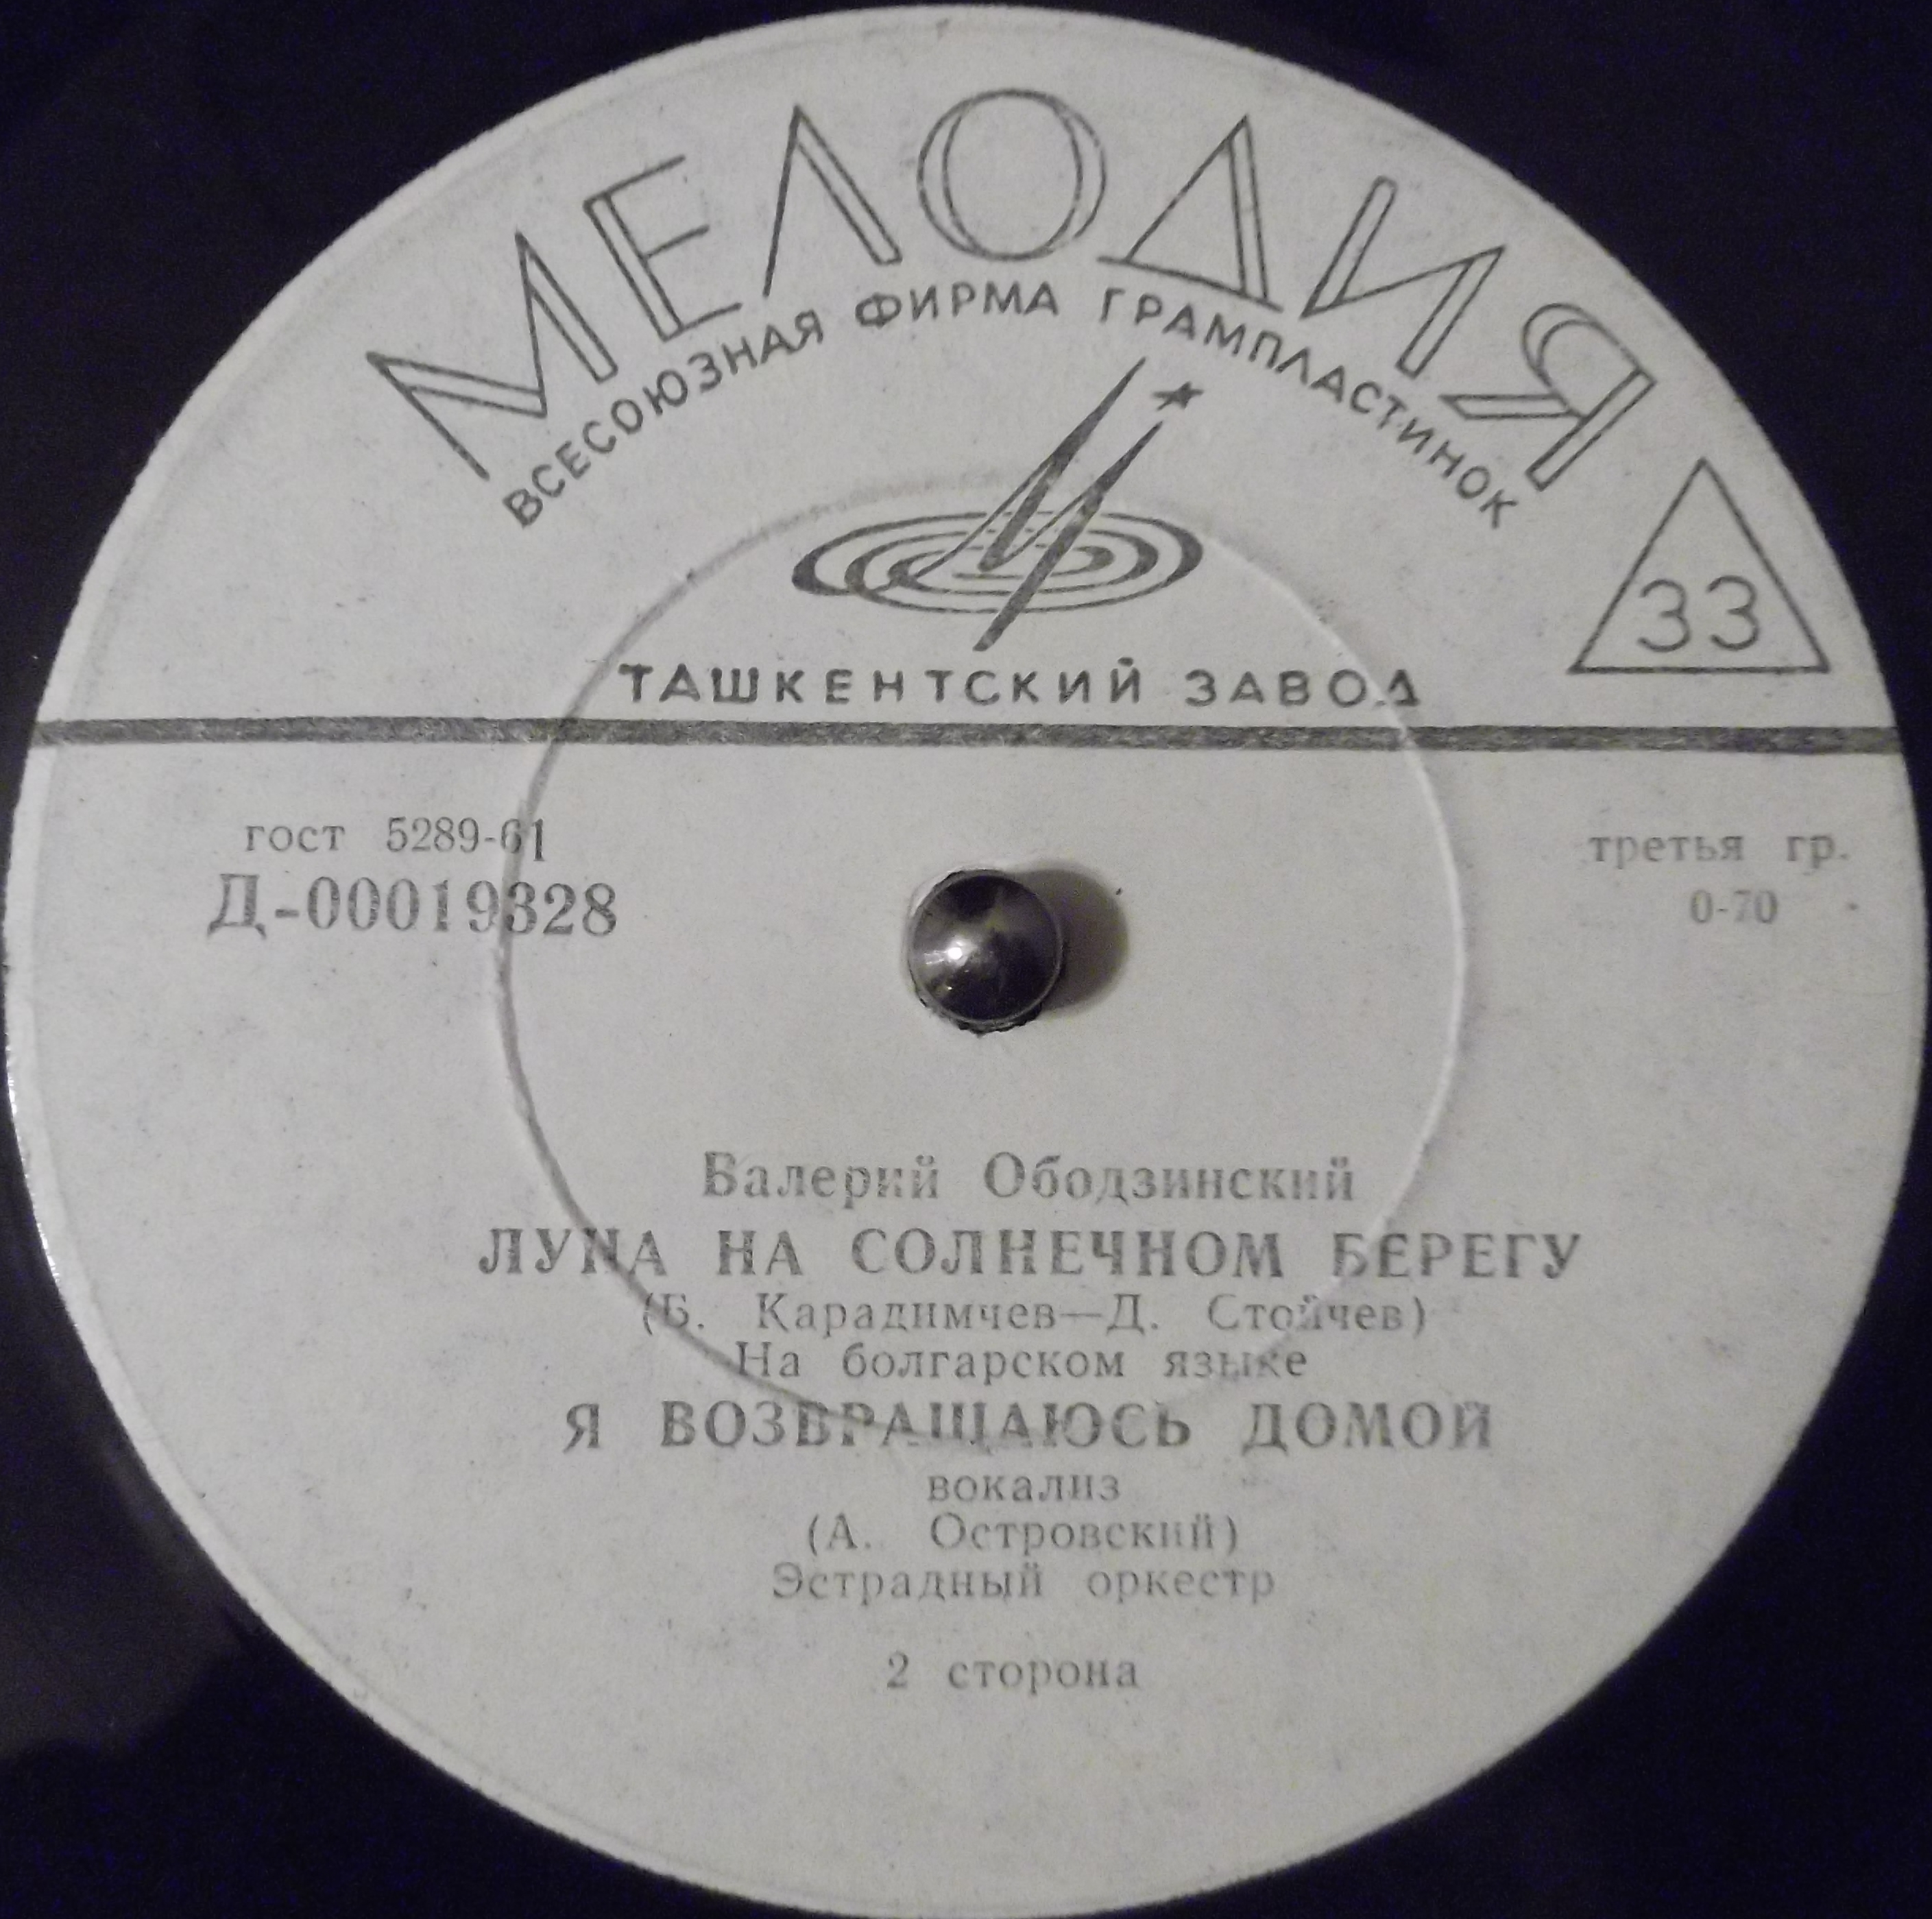 МЕЛОДИЯ
ВСЕСОЮЗНАЯ ФИРМА ГРАМПЛАСТИНОК
33
ТАШКЕНТСКИЙ ЗАВОД
гост 5289-61
Д-00019328
третья гр.
0-70
Валерий Ободзинский
ЛУНА НА СОЛНЕЧНОМ БЕРЕГУ
(Б. Карадимчев—Д. Стойчев)
На болгарском языке
Я ВОЗВРАЩАЮСЬ ДОМОЙ
вокализ
(А. Островский)
Эстрадный оркестр
2 сторона